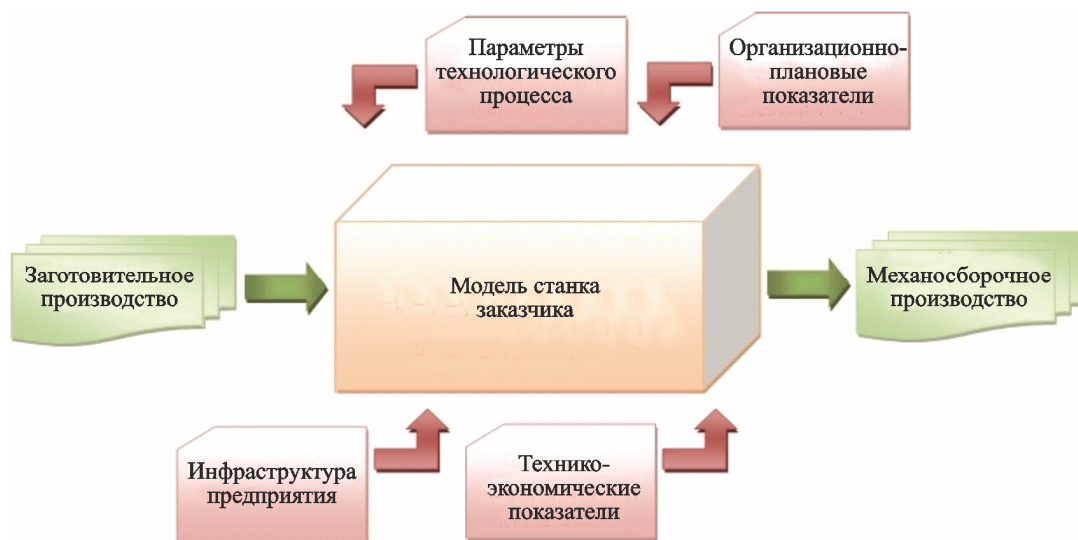 Параметры
технологического
процесса
Организационно-
плановые
показатели
Заготовительное
производство
Модель станка
заказчика
Механосборочное
производство
Инфраструктура
предприятия
Технико-
экономические
показатели